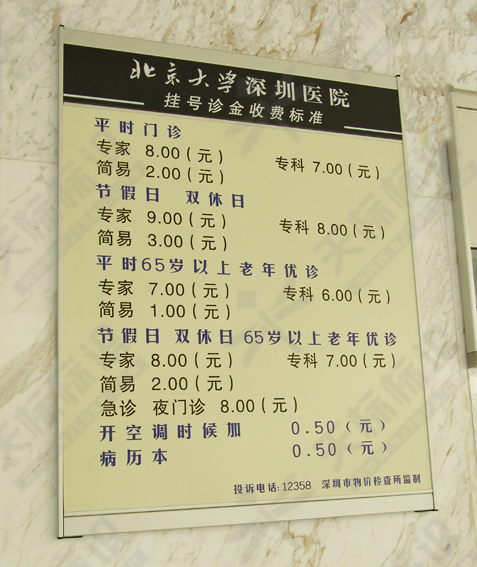 北京大学深圳医院
挂号诊金收费标准
平时门诊
专家 8.00(元) 专科 7.00(元)
简易 2.00(元)
节假日 双休日
专家 9.00(元) 专科 8.00(元)
简易 3.00(元)
平时65岁以上老年优诊
专家 7.00(元) 专科 6.00(元)
简易 1.00(元)
节假日 双休日 65岁以上老年优诊
专家 8.00(元) 专科 7.00(元)
简易 2.00(元)
急诊 夜门诊 8.00(元)
开空调时候加 0.50(元)
病历本 0.50(元)
投诉电话:12358 深圳市物价检查所监制